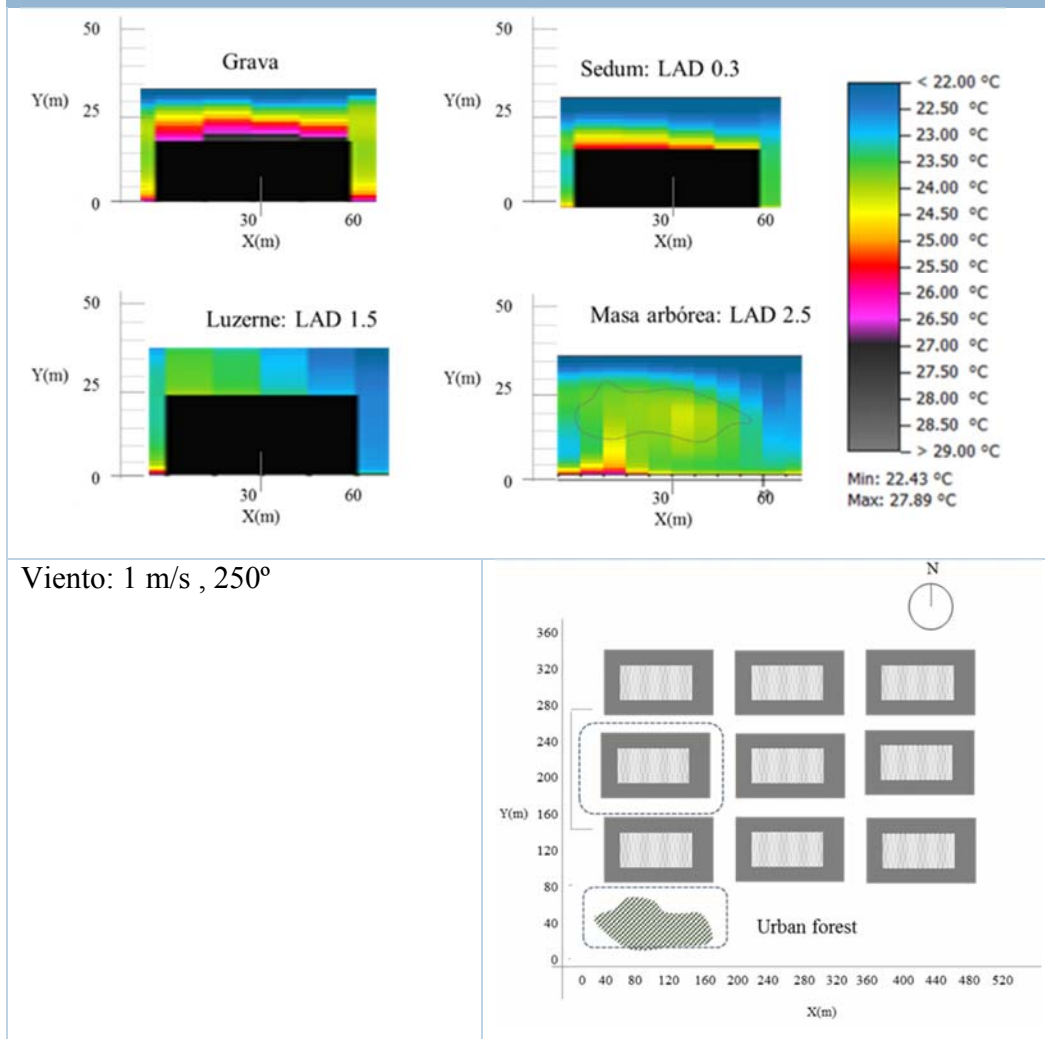 50
Y(m)
25
0
Grava
30
60
X(m)
50
Y(m)
25
0
Sedum: LAD 0.3
30
60
X(m)
50
Y(m)
25
0
Luzerne: LAD 1.5
30
60
X(m)
50
Y(m)
25
0
Masa arbórea: LAD 2.5
30
60
X(m)
< 22.00 °C
22.50 °C
23.00 °C
23.50 °C
24.00 °C
24.50 °C
25.00 °C
25.50 °C
26.00 °C
26.50 °C
27.00 °C
27.50 °C
28.00 °C
28.50 °C
> 29.00 °C
Min: 22.43 °C
Max: 27.89 °C
Viento: 1 m/s , 250º
N
360
320
280
240
200
Y(m) 160
120
80
40
0
Urban forest
0 40 80 120 160 200 240 280 320 360 400 440 480 520
X(m)